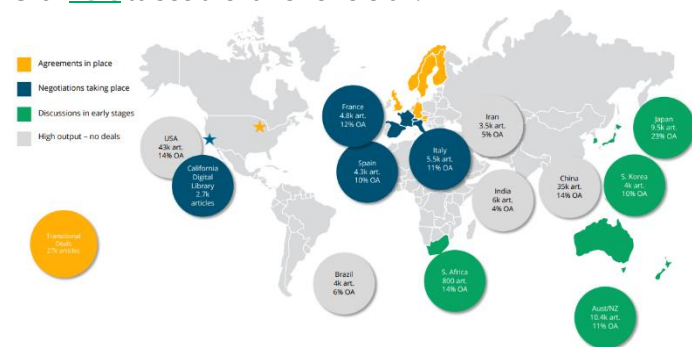 Agreements in place
Negotiations taking place
Discussions in early stages
High output – no deals
USA
43k art.
14% OA
California
Digital
Library
2.7k
articles
Transitional
Deals
27k articles
France
4.8k art.
12% OA
Spain
4.3k art.
10% OA
Italy
5.5k art.
11% OA
Iran
3.5k art.
5% OA
India
6k art.
4% OA
China
35k art.
14% OA
Japan
9.5k art.
23% OA
S. Korea
4k art.
10% OA
Brazil
4k art.
6% OA
S. Africa
800 art.
14% OA
Aust/NZ
10.4k art.
11% OA